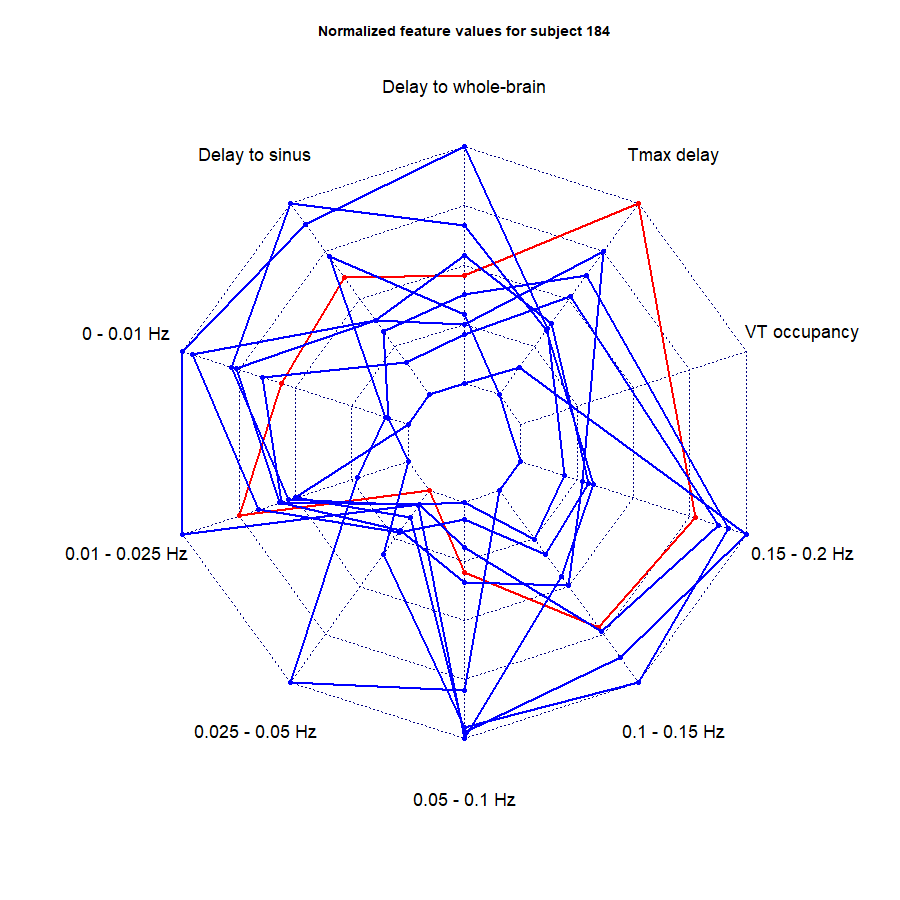 Normalized feature values for subject 184
Delay to whole-brain
Delay to sinus
Tmax delay
0 - 0.01 Hz
VT occupancy
0.01 - 0.025 Hz
0.15 - 0.2 Hz
0.025 - 0.05 Hz
0.1 - 0.15 Hz
0.05 - 0.1 Hz